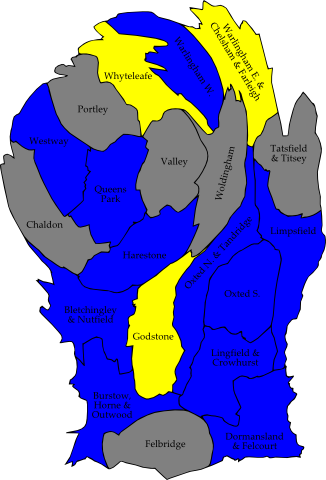 Warlingham E. &
Chelsham & Farleigh
Warlingham W.
Whyteleafe
Portley
Westway
Valley
Tatsfield
& Titsey
Woldingham
Queens
Park
Chaldon
Limpsfield
Harestone
Oxted N. & Tandridge
Oxted S.
Bletchingley
& Nutfield
Godstone
Lingfield &
Crowhurst
Burstow,
Horne &
Outwood
Felbridge
Dormansland
& Felcourt